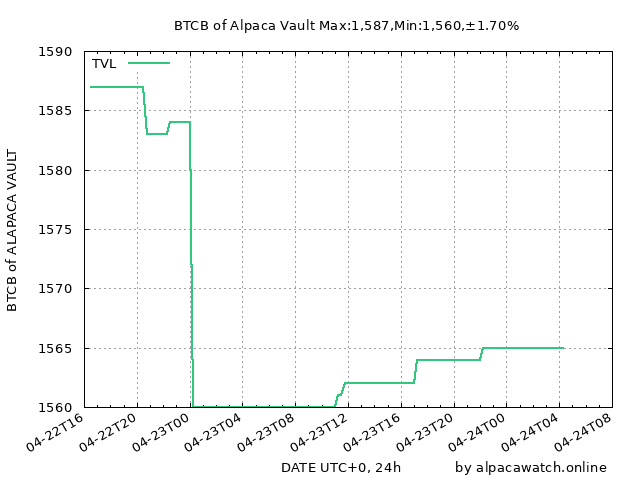 BTCB of Alpaca Vault Max:1,587,Min:1,560,±1.70%
1590
TVL
1585
1580
1575
1570
1565
1560
BTCB of ALAPACA VAULT
04-22T16
04-22T20
04-23T00
04-23T04
04-23T08
04-23T12
04-23T16
04-23T20
04-24T00
04-24T04
04-24T08
DATE UTC+0, 24h
by alpacawatch.online